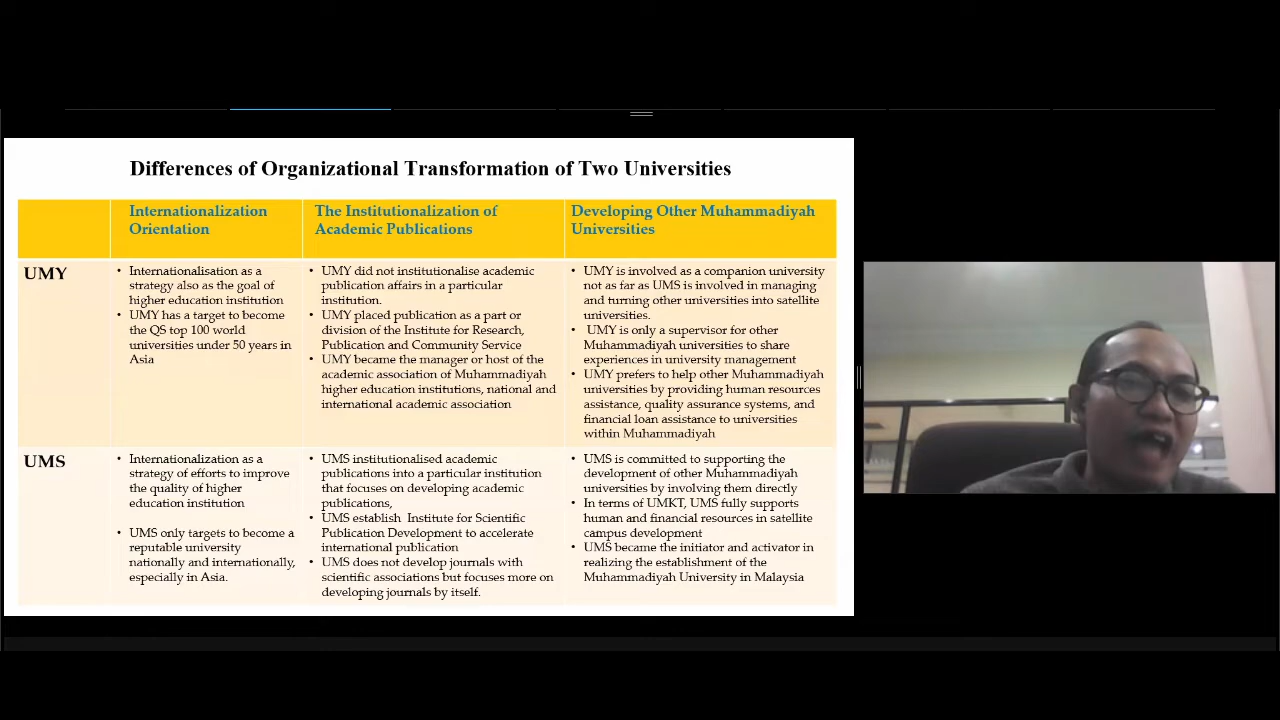 Differences of Organizational Transformation of Two Universities
Internationalization
Orientation
The Institutionalization of
Academic Publications
Developing Other Muhammadiyah
Universities
UMY
• Internationalisation as a
strategy also as the goal of
higher education institution
• UMY has a target to become
the QS top 100 world
universities under 50 years in
Asia
• UMY did not institutionalise academic
publication affairs in a particular
institution.
• UMY placed publication as a part or
division of the Institute for Research,
Publication and Community Service
• UMY became the manager or host of the
academic association of Muhammadiyah
higher education institutions, national and
international academic association
• UMY is involved as a companion university
not as far as UMS is involved in managing
and turning other universities into satellite
universities.
• UMY is only a supervisor for other
Muhammadiyah universities to share
experiences in university management
• UMY prefers to help other Muhammadiyah
universities by providing human resources
assistance, quality assurance systems, and
financial loan assistance to universities
within Muhammadiyah
UMS
• Internationalization as a
strategy of efforts to improve
the quality of higher
education institution
• UMS only targets to become a
reputable university
nationally and internationally,
especially in Asia.
• UMS institutionalised academic
publications into a particular institution
that focuses on developing academic
publications,
• UMS establish Institute for Scientific
Publication Development to accelerate
international publication
• UMS does not develop journals with
scientific associations but focuses more on
developing journals by itself.
• UMS is committed to supporting the
development of other Muhammadiyah
universities by involving them directly
• In terms of UMKT, UMS fully supports
human and financial resources in satellite
campus development
• UMS became the initiator and activator in
realizing the establishment of the
Muhammadiyah University in Malaysia